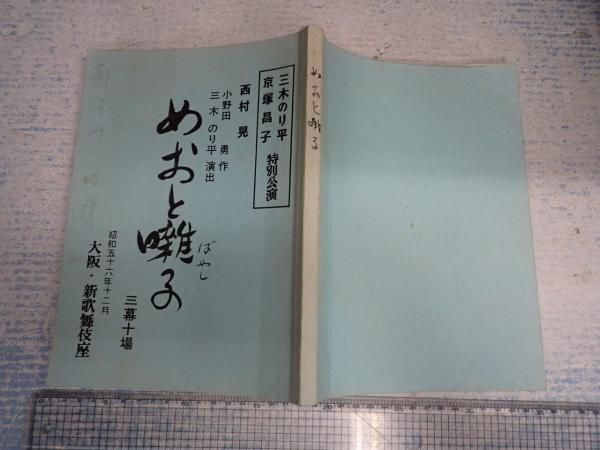 三木のり平
京塚昌子
特別公演
西村 晃
小野田 勇 作
三木 のり平 演出
めおと囃子
ばやし
三幕十場
昭和五十六年十二月
大阪・新歌舞伎座
めおと囃子